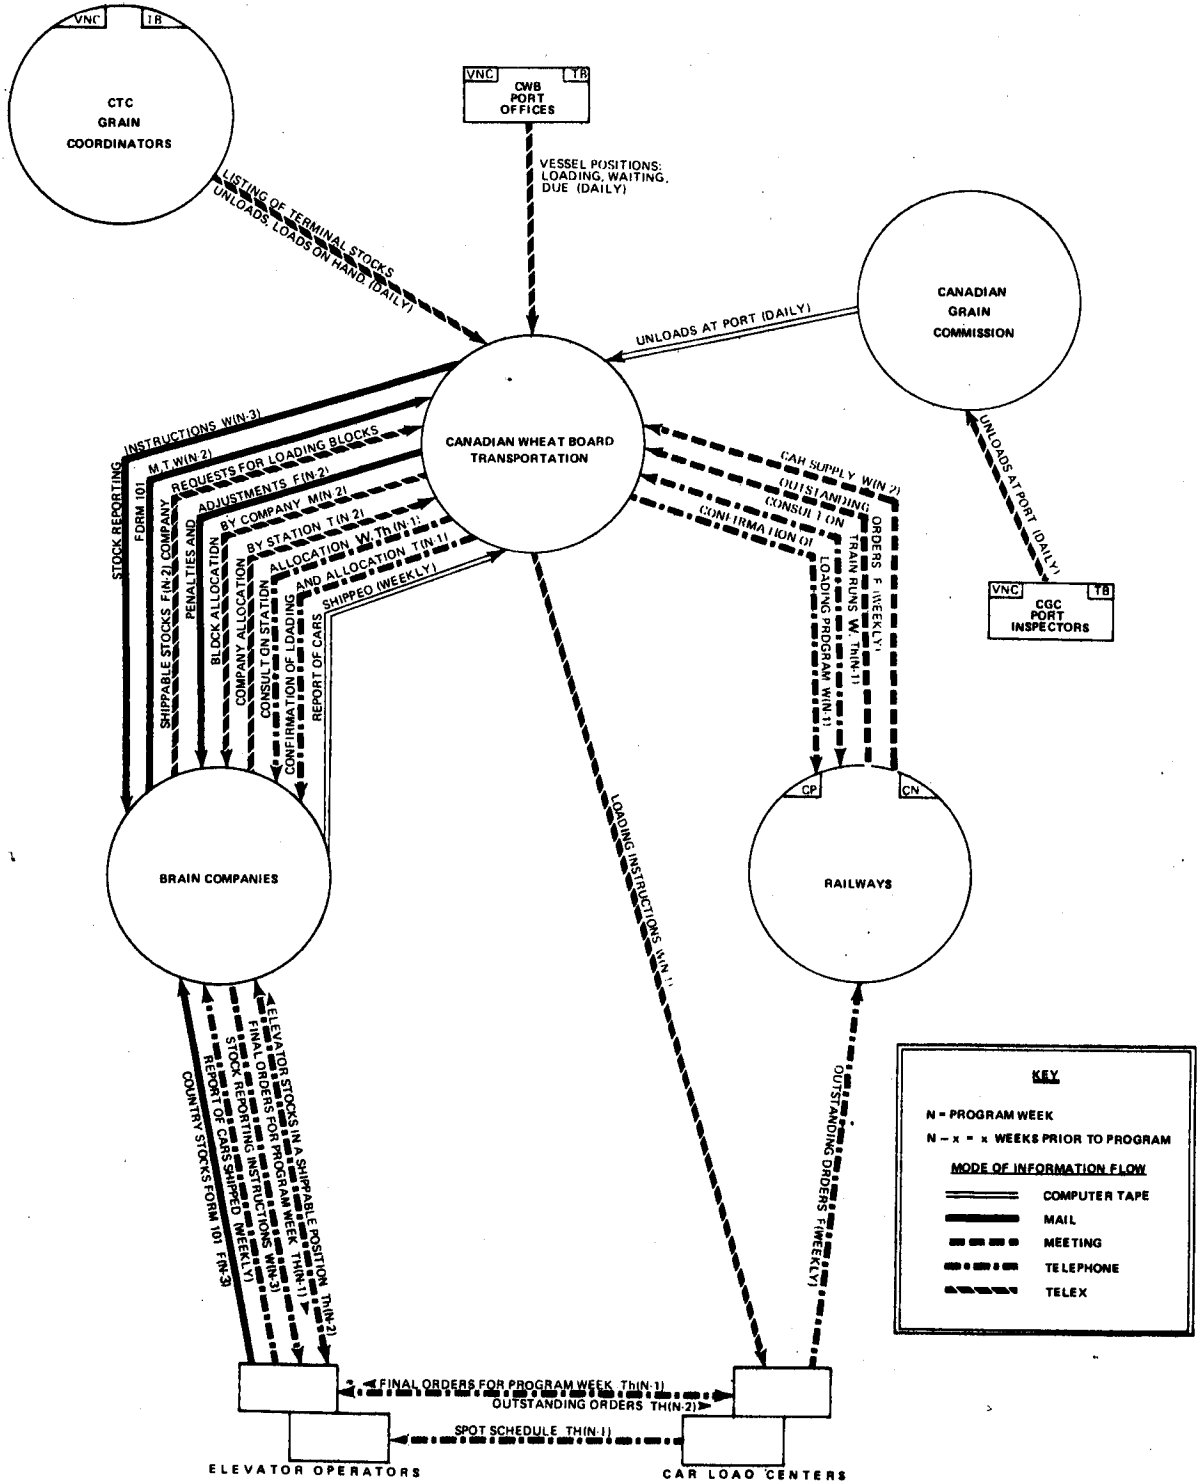 VNC TB
CTC
GRAIN
COORDINATORS
VNC TB
CWB
PORT
OFFICES
VESSEL POSITIONS:
LOADING, WAITING,
DUE (DAILY)
LISTING OF TERMINAL STOCKS
UNLOADS, LOADS ON HAND. (DAILY)
CANADIAN
GRAIN
COMMISSION
UNLOADS AT PORT (DAILY)
UNLOADS AT PORT (DAILY)
VNC TB
CGC
PORT
INSPECTORS
CANADIAN WHEAT BOARD
TRANSPORTATION
STOCK REPORTING INSTRUCTIONS W(N-3)
FORM 101 M,T,W(N-2)
SHIPPABLE STOCKS F(N-2) COMPANY REQUESTS FOR LOADING BLOCKS
PENALTIES AND ADJUSTMENTS F(N-2)
BLOCK ALLOCATION BY COMPANY M(N-2)
COMPANY ALLOCATION BY STATION T(N-2)
CONSULT ON STATION ALLOCATION W, Th (N-1)
CONFIRMATION OF LOADING AND ALLOCATION T(N-1)
REPORT OF CARS SHIPPED (WEEKLY)
CAR SUPPLY W(N-2)
OUTSTANDING ORDERS F (WEEKLY)
CONSULT ON TRAIN RUNS W, Th(N-1)
CONFIRMATION OF LOADING PROGRAM W(N-1)
LOADING INSTRUCTIONS W(N-1)
BRAIN COMPANIES
CP CN
RAILWAYS
COUNTRY STOCKS FORM 101 F(N-3)
REPORT OF CARS SHIPPED (WEEKLY)
STOCK REPORTING INSTRUCTIONS W(N-3)
FINAL ORDERS FOR PROGRAM WEEK TH(N-1)
ELEVATOR STOCKS IN A SHIPPABLE POSITION Th(N-2)
OUTSTANDING ORDERS F(WEEKLY)
KEY
N = PROGRAM WEEK
N - x = x WEEKS PRIOR TO PROGRAM
MODE OF INFORMATION FLOW
COMPUTER TAPE
MAIL
MEETING
TELEPHONE
TELEX
FINAL ORDERS FOR PROGRAM WEEK Th(N-1)
OUTSTANDING ORDERS TH(N-2)
SPOT SCHEDULE TH(N-1)
ELEVATOR OPERATORS
CAR LOAD CENTERS